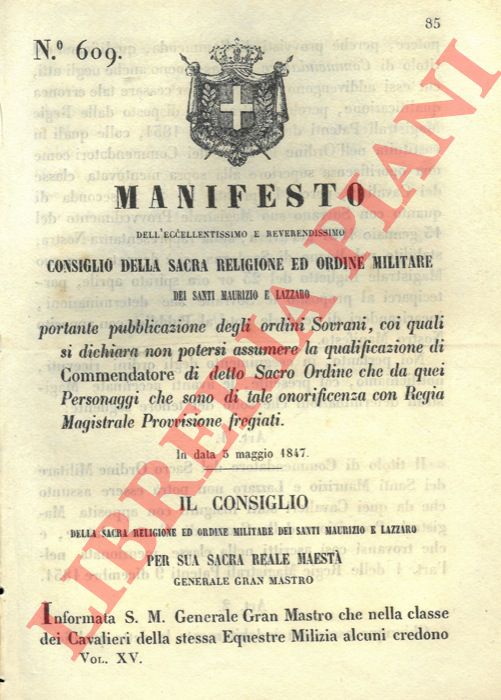 85
N.º 609.
MANIFESTO
DELL'ECCELLENTISSIMO E REVERENDISSIMO
CONSIGLIO DELLA SACRA RELIGIONE ED ORDINE MILITARE
DEI SANTI MAURIZIO E LAZZARO
portante pubblicazione degli ordini Sovrani, coi quali
si dichiara non potersi assumere la qualificazione di
Commendatore di detto Sacro Ordine che da quei
Personaggi che sono di tale onorificenza con Regia
Magistrale Provvisione fregiati.
In data 5 maggio 1847.
IL CONSIGLIO
DELLA SACRA RELIGIONE ED ORDINE MILITARE DEI SANTI MAURIZIO E LAZZARO
PER SUA SACRA REALE MAESTÀ
GENERALE GRAN MASTRO
Informata S. M. Generale Gran Mastro che nella classe
dei Cavalieri della stessa Equestre Milizia alcuni credono
VOL. XV.
LIBRERIA PIANI